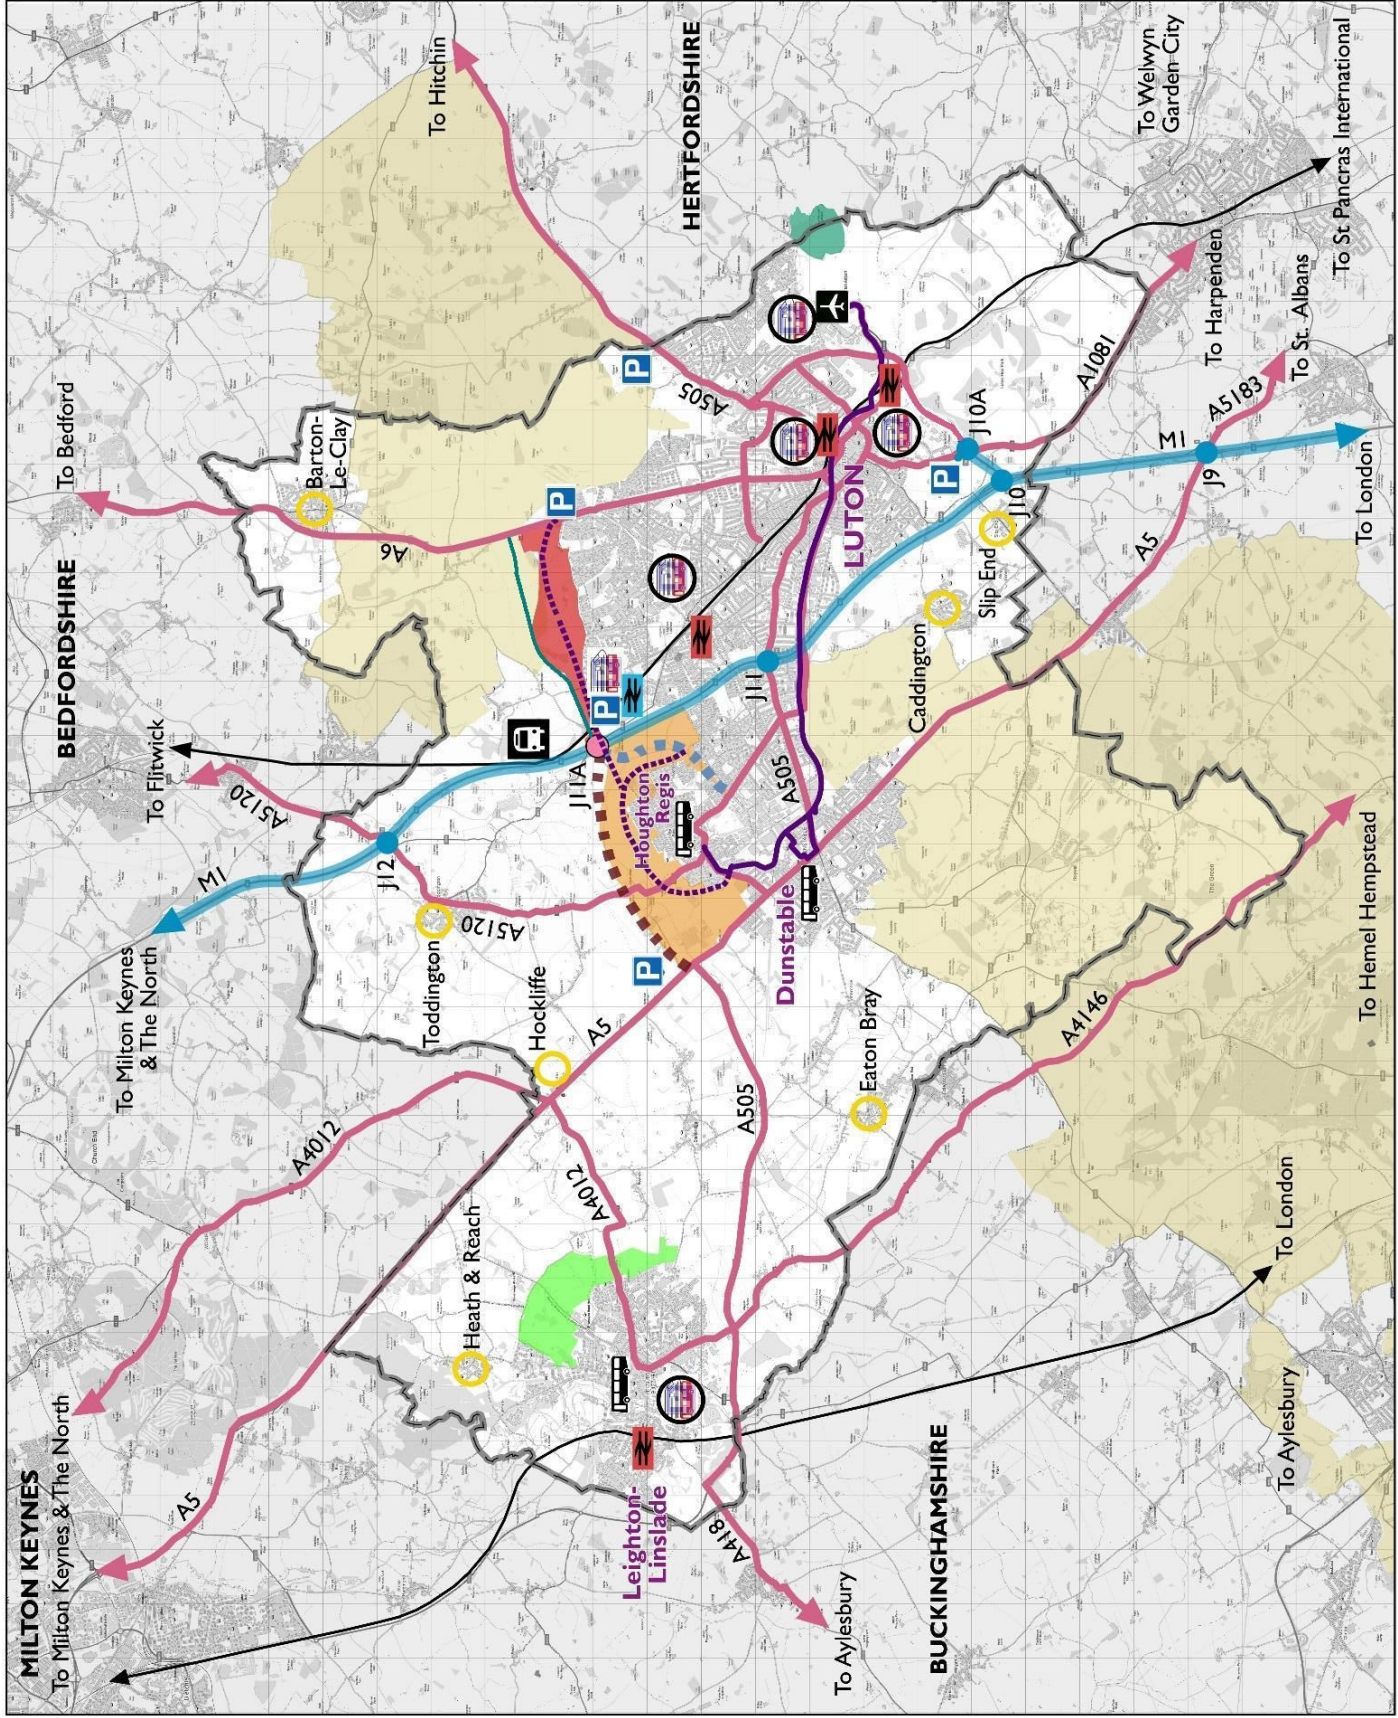 MILTON KEYNES
To Milton Keynes & The North
To Milton Keynes
& The North
To Flitwick
BEDFORDSHIRE
To Bedford
To Hitchin
HERTFORDSHIRE
To Welwyn
Garden City
To St Pancras International
To Harpenden
To St. Albans
To London
To Hemel Hempstead
To London
To Aylesbury
To Aylesbury
BUCKINGHAMSHIRE
A5
A4012
M1
A5120
A6
A505
Barton-
Le-Clay
J12
Toddington
A5120
Hockliffe
A5
A4012
Heath & Reach
Leighton-
Linslade
A418
A505
Eaton Bray
A4146
Dunstable
Houghton
Regis
J11A
P
P
P
P
P
J11
A505
LUTON
J10A
J10
Slip End
Caddington
A5
M1
J9
A5183
A1081